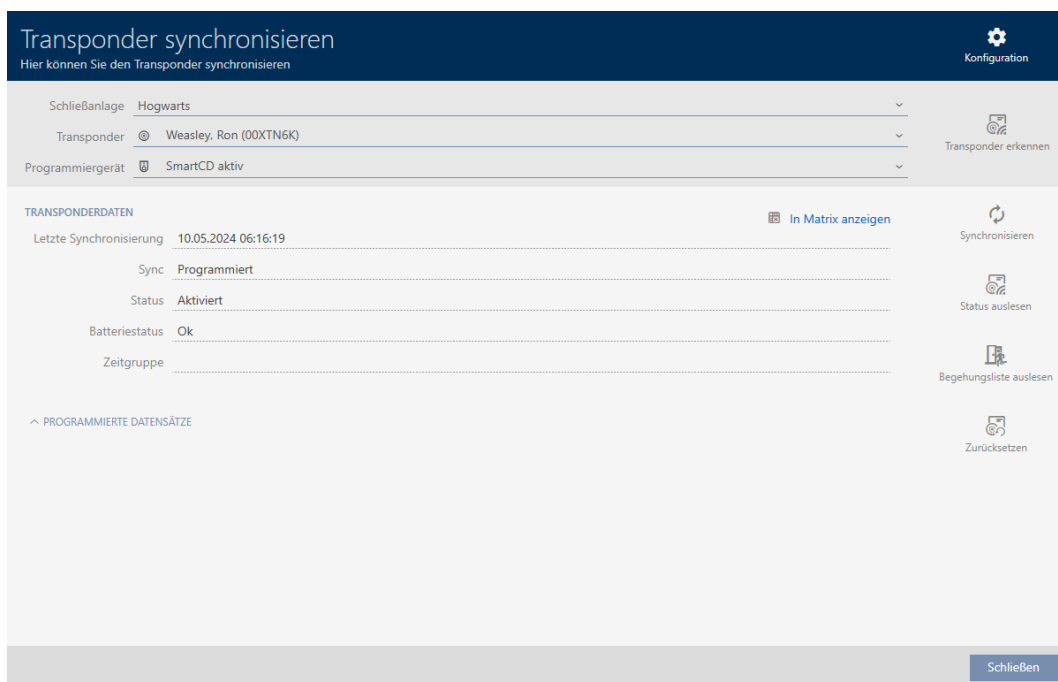 Transponder synchronisieren
Hier können Sie den Transponder synchronisieren
Konfiguration
Schließanlage Hogwarts
Transponder Weasley, Ron (00XTN6K)
Programmiergerät SmartCD aktiv
Transponder erkennen
TRANSPONDERDATEN
In Matrix anzeigen
Letzte Synchronisierung 10.05.2024 06:16:19
Sync Programmiert
Status Aktiviert
Batteriestatus Ok
Zeitgruppe
Synchronisieren
Status auslesen
Begehungsliste auslesen
Zurücksetzen
PROGRAMMIERTE DATENSÄTZE
Schließen